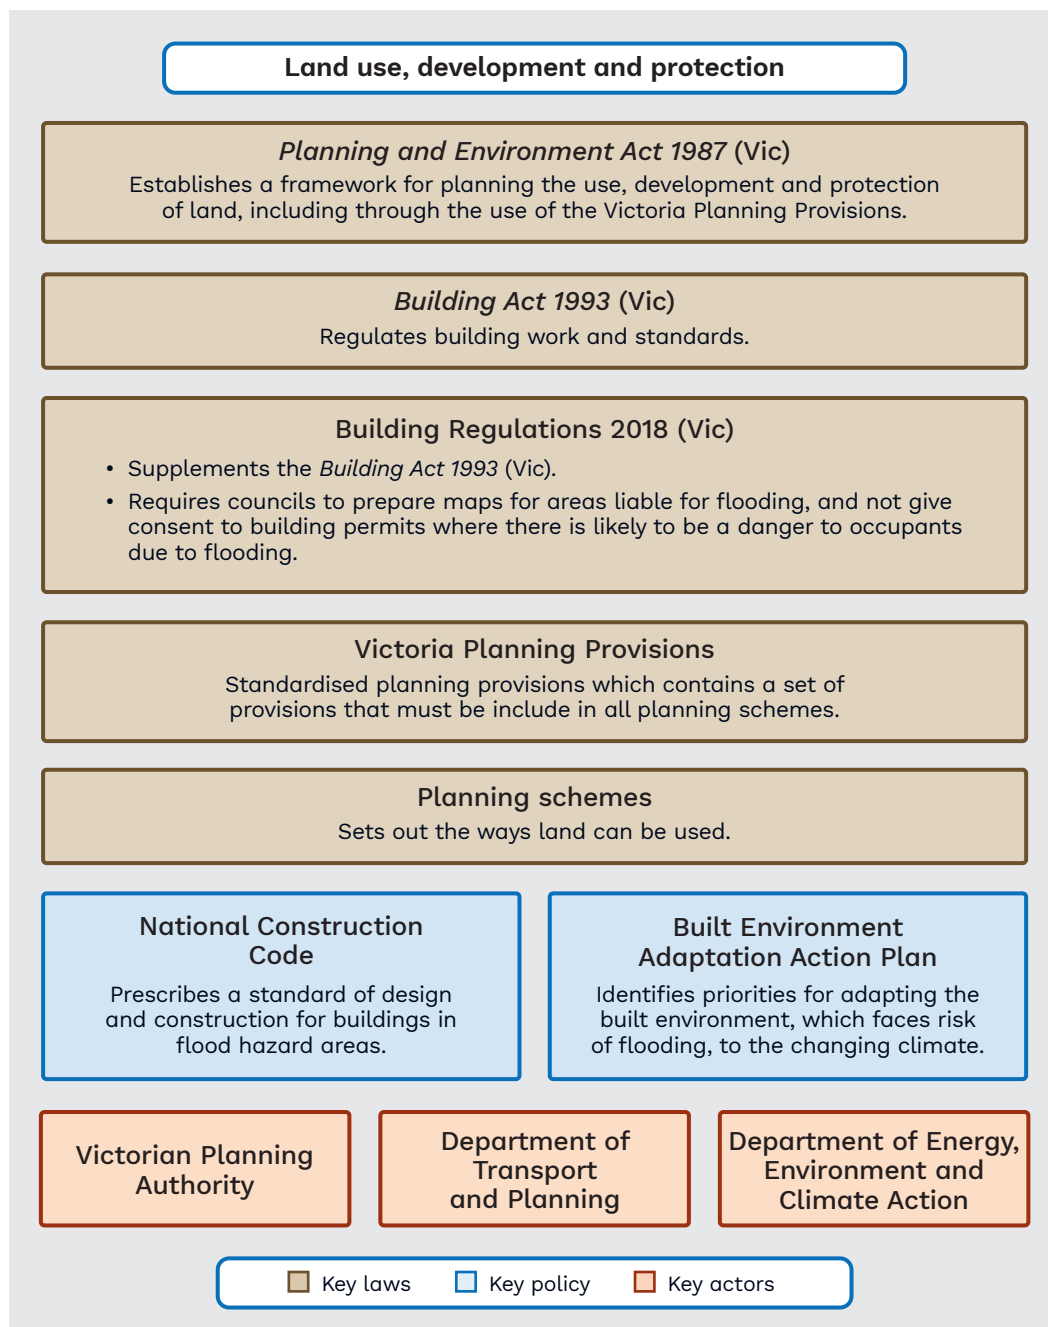 Land use, development and protection
Planning and Environment Act 1987 (Vic)
Establishes a framework for planning the use, development and protection
of land, including through the use of the Victoria Planning Provisions.
Building Act 1993 (Vic)
Regulates building work and standards.
Building Regulations 2018 (Vic)
• Supplements the Building Act 1993 (Vic).
• Requires councils to prepare maps for areas liable for flooding, and not give
consent to building permits where there is likely to be a danger to occupants
due to flooding.
Victoria Planning Provisions
Standardised planning provisions which contains a set of
provisions that must be include in all planning schemes.
Planning schemes
Sets out the ways land can be used.
National Construction
Code
Prescribes a standard of design
and construction for buildings in
flood hazard areas.
Built Environment
Adaptation Action Plan
Identifies priorities for adapting the
built environment, which faces risk
of flooding, to the changing climate.
Victorian Planning
Authority
Department of
Transport
and Planning
Department of Energy,
Environment and
Climate Action
Key laws
Key policy
Key actors